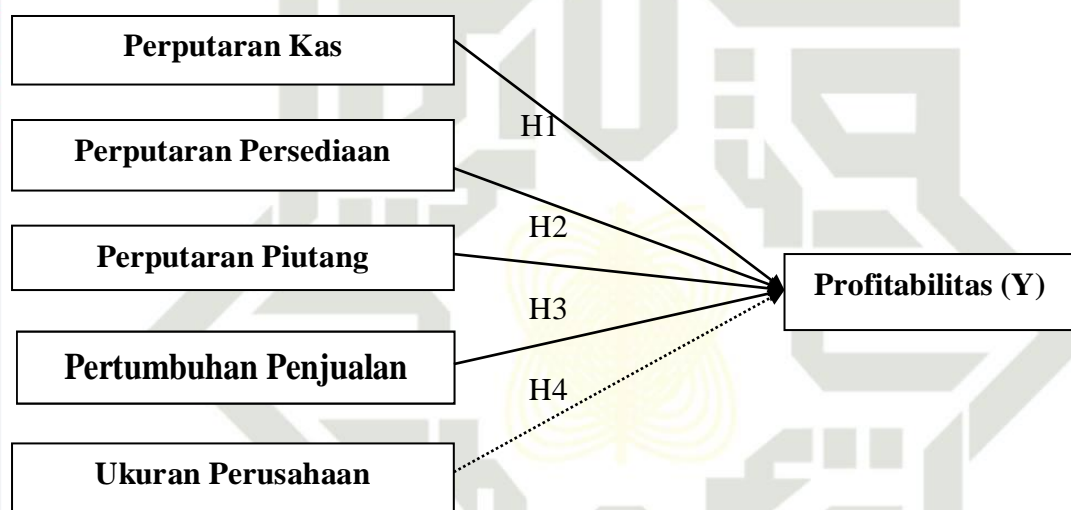 Perputaran Kas
H1
Perputaran Persediaan
H2
Perputaran Piutang
Profitabilitas (Y)
H3
Pertumbuhan Penjualan
H4
Ukuran Perusahaan